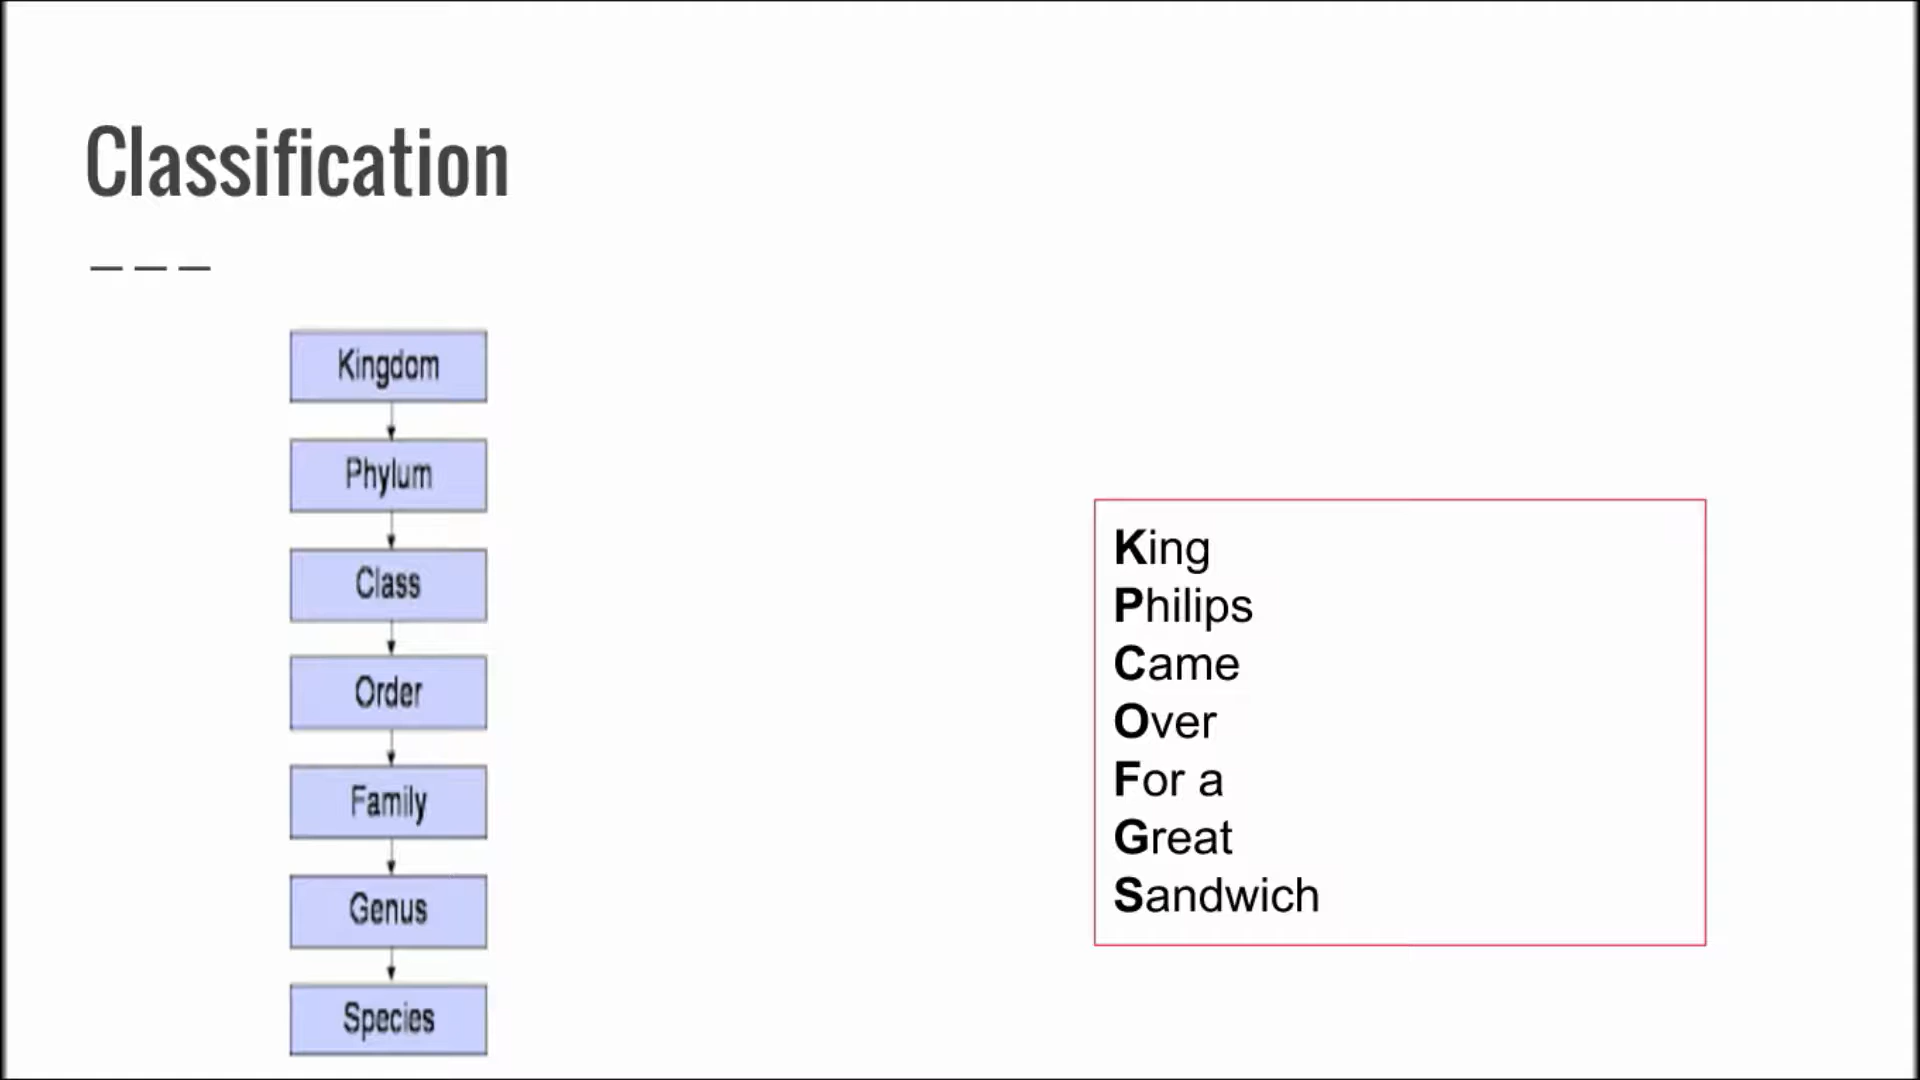 Classification
Kingdom
Phylum
Class
Order
Family
Genus
Species
King
Philips
Came
Over
For a
Great
Sandwich